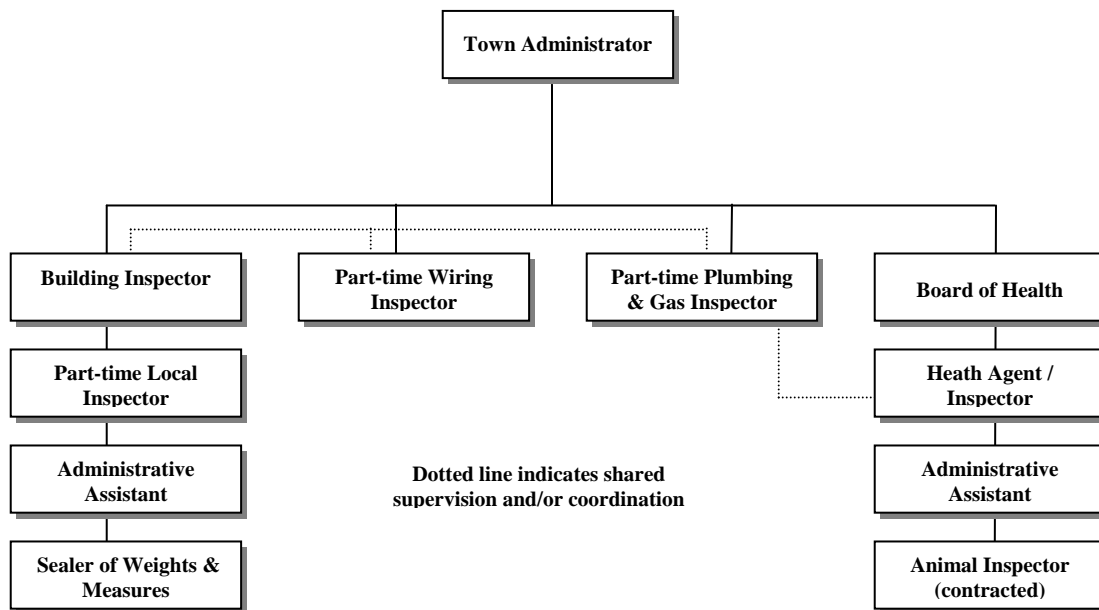 Town Administrator
Building Inspector
Part-time Wiring
Inspector
Part-time Plumbing
& Gas Inspector
Board of Health
Part-time Local
Inspector
Heath Agent /
Inspector
Administrative
Assistant
Dotted line indicates shared
supervision and/or coordination
Administrative
Assistant
Sealer of Weights &
Measures
Animal Inspector
(contracted)